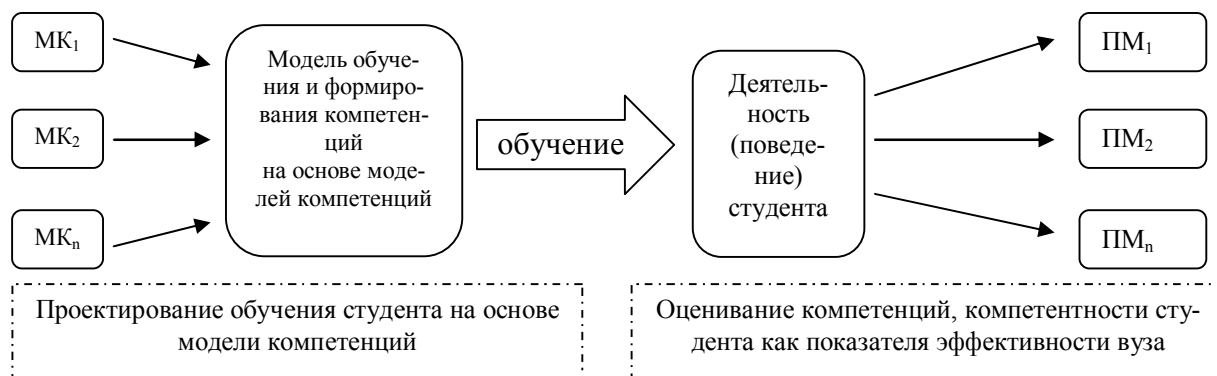 МК₁
МК₂
МКₙ
Модель обуче-
ния и формиро-
вания компетен-
ций
на основе моде-
лей компетенций
обучение
Деятель-
ность
(поведе-
ние)
студента
ПМ₁
ПМ₂
ПМₙ
Проектирование обучения студента на основе
модели компетенций
Оценивание компетенций, компетентности сту-
дента как показателя эффективности вуза